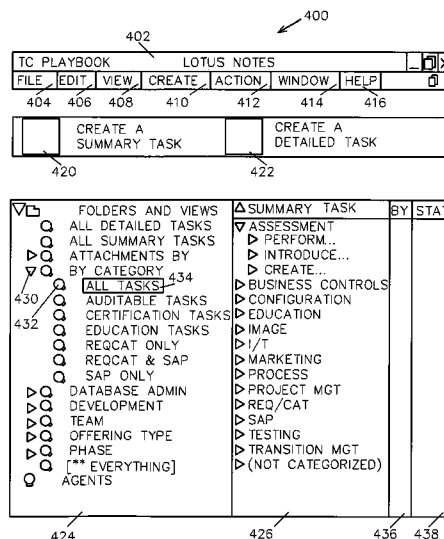 400
402
TC PLAYBOOK LOTUS NOTES
FILE EDIT VIEW CREATE ACTION WINDOW HELP
404 406 408 410 412 414 416
CREATE A SUMMARY TASK
CREATE A DETAILED TASK
420 422
FOLDERS AND VIEWS
ALL DETAILED TASKS
ALL SUMMARY TASKS
ATTACHMENTS BY
BY CATEGORY
430
ALL TASKS 434
432
AUDITABLE TASKS
CERTIFICATION TASKS
EDUCATION TASKS
REQCAT ONLY
REQCAT & SAP
SAP ONLY
DATABASE ADMIN
DEVELOPMENT
TEAM
OFFERING TYPE
PHASE
[** EVERYTHING]
AGENTS
SUMMARY TASK BY STAT
ASSESSMENT
PERFORM...
INTRODUCE...
CREATE...
BUSINESS CONTROLS
CONFIGURATION
EDUCATION
IMAGE
I/T
MARKETING
PROCESS
PROJECT MGT
REQ/CAT
SAP
TESTING
TRANSITION MGT
(NOT CATEGORIZED)
424 426 436 438